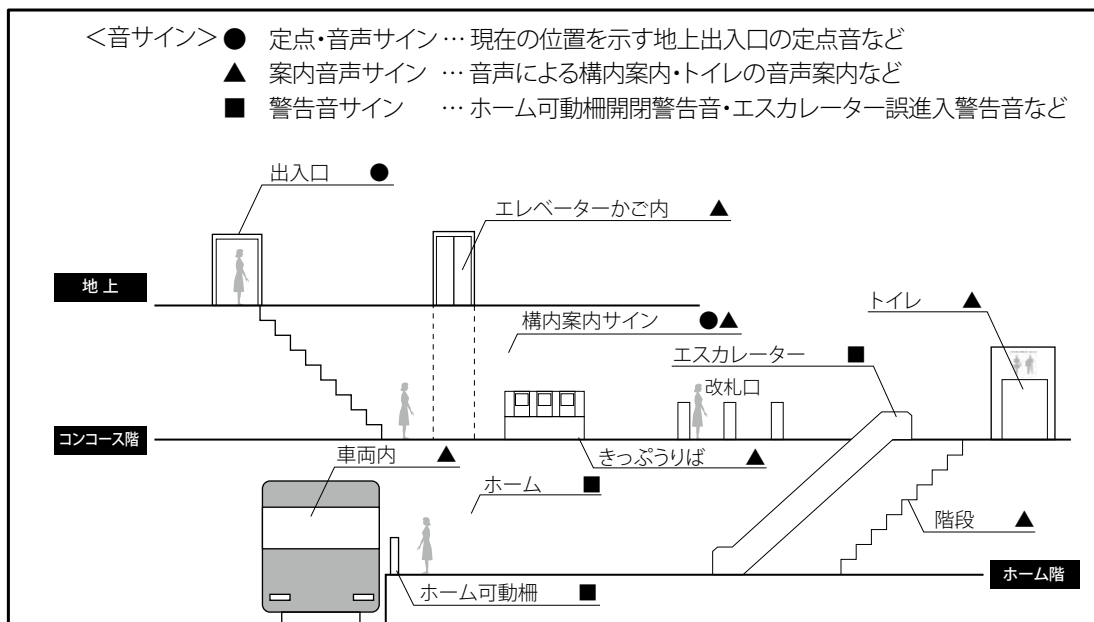 <音サイン>● 定点・音声サイン … 現在の位置を示す地上出入口の定点音など
▲ 案内音声サイン … 音声による構内案内・トイレの音声案内など
■ 警告音サイン … ホーム可動柵開閉警告音・エスカレーター誤進入警告音など
出入口 ●
エレベーターかご内 ▲
地上
構内案内サイン ●▲
トイレ ▲
エスカレーター ■
改札口
コンコース階
車両内 ▲
きっぷうりば ▲
ホーム ■
階段 ▲
ホーム階
ホーム可動柵 ■